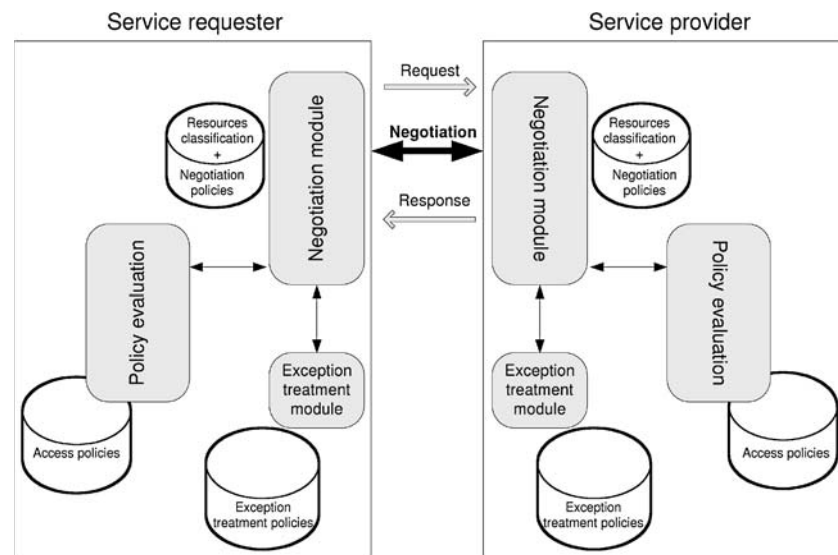 Service requester
Service provider
Request
Negotiation
Response
Resources
classification
+
Negotiation
policies
Negotiation module
Policy evaluation
Access policies
Exception
treatment
module
Exception
treatment policies
Negotiation module
Resources
classification
+
Negotiation
policies
Policy evaluation
Access policies
Exception
treatment
module
Exception
treatment policies